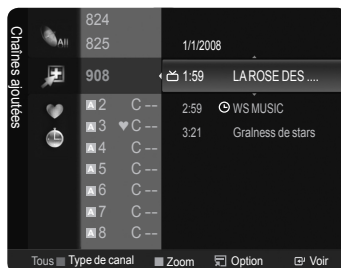 Chaînes ajoutées
All
824
825
1/1/2008
908 1:59 LA ROSE DES ....
A 2 C -- 2:59 WS MUSIC
A 3 ♥ C -- 3:21 Gralness de stars
A 4 C --
A 5 C --
A 6 C --
A 7 C --
A 8 C --
Tous Type de canal Zoom Option Voir